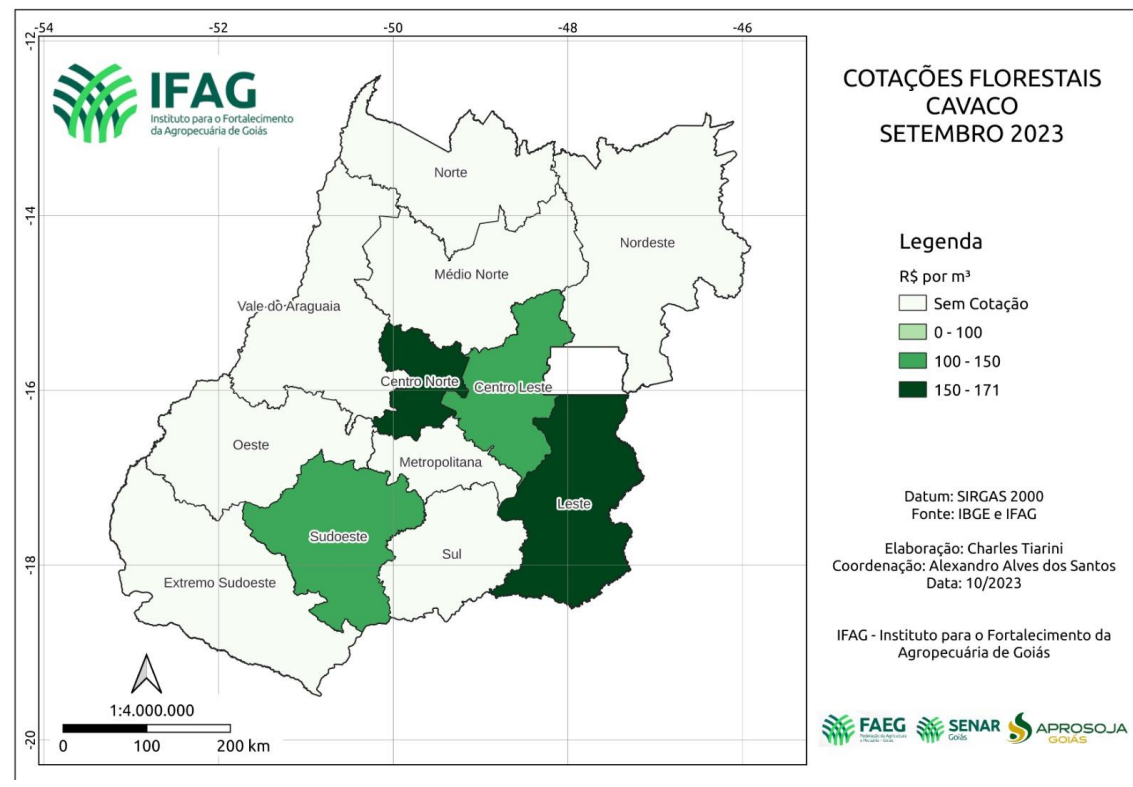 -54
-52
-50
-48
-46
-12
-14
-16
-18
-20
IFAG
Instituto para o Fortalecimento
da Agropecuária de Goiás
Norte
Nordeste
Médio Norte
Vale do Araguaia
Centro Norte
Centro Leste
Oeste
Metropolitana
Leste
Sudoeste
Sul
Extremo Sudoeste
1:4.000.000
0 100 200 km
COTAÇÕES FLORESTAIS
CAVACO
SETEMBRO 2023
Legenda
R$ por m³
Sem Cotação
0 - 100
100 - 150
150 - 171
Datum: SIRGAS 2000
Fonte: IBGE e IFAG
Elaboração: Charles Tiarini
Coordenação: Alexandro Alves dos Santos
Data: 10/2023
IFAG - Instituto para o Fortalecimento da
Agropecuária de Goiás
FAEG
SENAR
Goiás
APROSOJA
GOIÁS